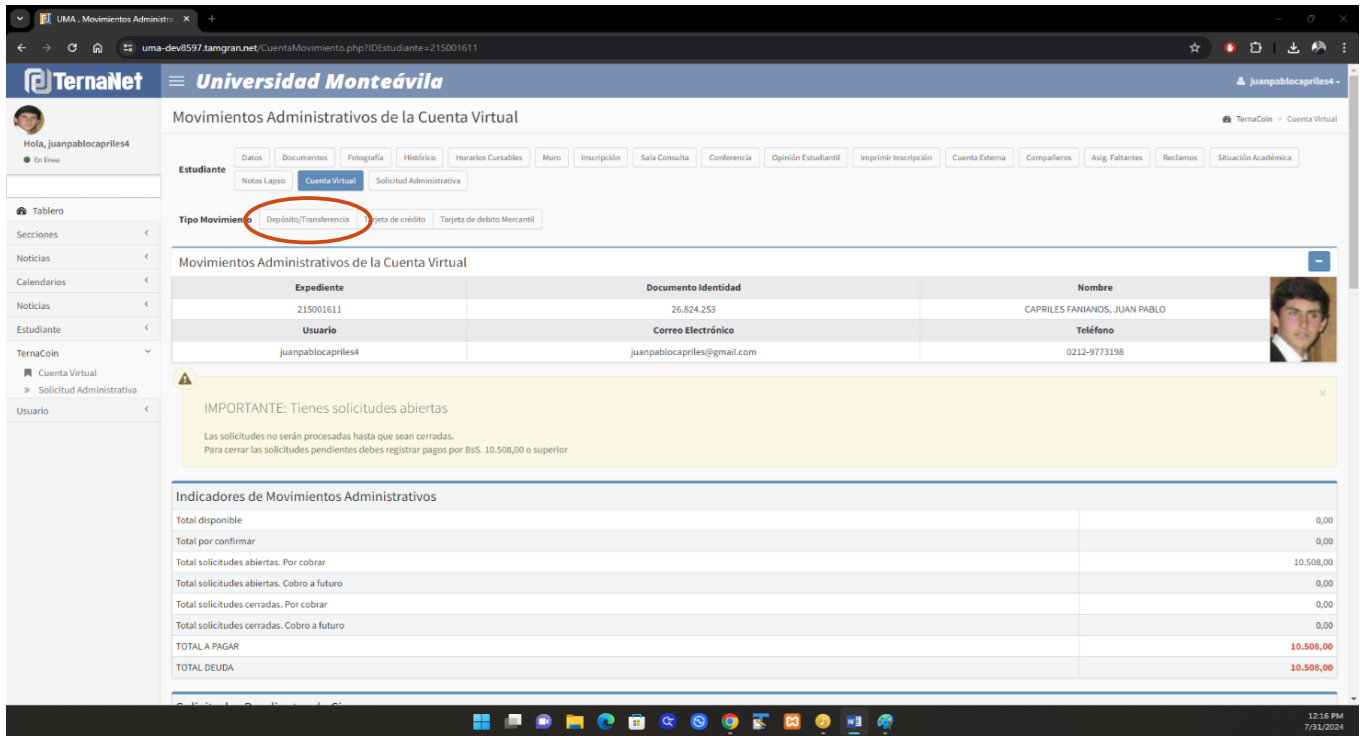 UMA . Movimientos Administra
uma-dev8597.tamgran.net/CuentaMovimiento.php?IDEstudiante=215001611
TernaNet
Universidad Monteávila
juanpablocapriles4
Hola, juanpablocapriles4
En línea
Tablero
Secciones
Noticias
Calendarios
Noticias
Estudiante
TernaCoin
Cuenta Virtual
» Solicitud Administrativa
Usuario
Movimientos Administrativos de la Cuenta Virtual
TernaCoin > Cuenta Virtual
Estudiante
Datos Documentos Fotografía Histórico Horarios Cursables Muro Inscripción Sala Consulta Conferencia Opinión Estudiantil Imprimir Inscripción Cuenta Externa Compañeros Asig. Faltantes Reclamos Situación Académica
Notas Lapso Cuenta Virtual Solicitud Administrativa
Tipo Movimiento Depósito/Transferencia Tarjeta de crédito Tarjeta de debito Mercantil
Movimientos Administrativos de la Cuenta Virtual
Expediente Documento Identidad Nombre
215001611 26.824.253 CAPRILES FANIANOS, JUAN PABLO
Usuario Correo Electrónico Teléfono
juanpablocapriles4 juanpablocapriles@gmail.com 0212-9773198
IMPORTANTE: Tienes solicitudes abiertas
Las solicitudes no serán procesadas hasta que sean cerradas.
Para cerrar las solicitudes pendientes debes registrar pagos por BsS. 10.508,00 o superior
Indicadores de Movimientos Administrativos
Total disponible 0,00
Total por confirmar 0,00
Total solicitudes abiertas. Por cobrar 10.508,00
Total solicitudes abiertas. Cobro a futuro 0,00
Total solicitudes cerradas. Por cobrar 0,00
Total solicitudes cerradas. Cobro a futuro 0,00
TOTAL A PAGAR 10.508,00
TOTAL DEUDA 10.508,00
12:16 PM
7/31/2024